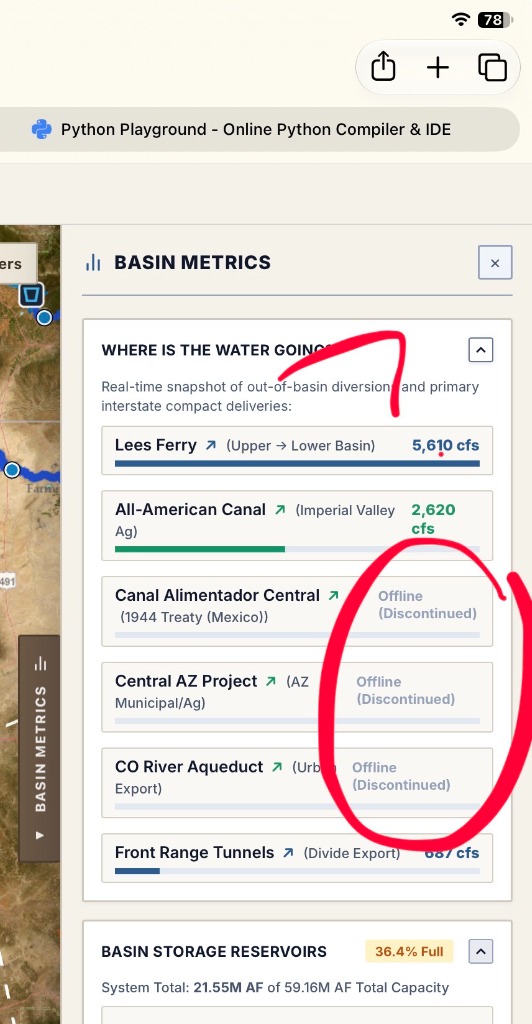 78
Python Playground - Online Python Compiler & IDE
ers
BASIN METRICS
×
WHERE IS THE WATER GOING?
Real-time snapshot of out-of-basin diversions and primary
interstate compact deliveries:
Lees Ferry ↗ (Upper → Lower Basin) 5,610 cfs
All-American Canal ↗ (Imperial Valley Ag) 2,620 cfs
Canal Alimentador Central ↗ (1944 Treaty (Mexico)) Offline (Discontinued)
Central AZ Project ↗ (AZ Municipal/Ag) Offline (Discontinued)
CO River Aqueduct ↗ (Urban Export) Offline (Discontinued)
Front Range Tunnels ↗ (Divide Export) 687 cfs
BASIN STORAGE RESERVOIRS 36.4% Full
System Total: 21.55M AF of 59.16M AF Total Capacity
Farming
491
BASIN METRICS